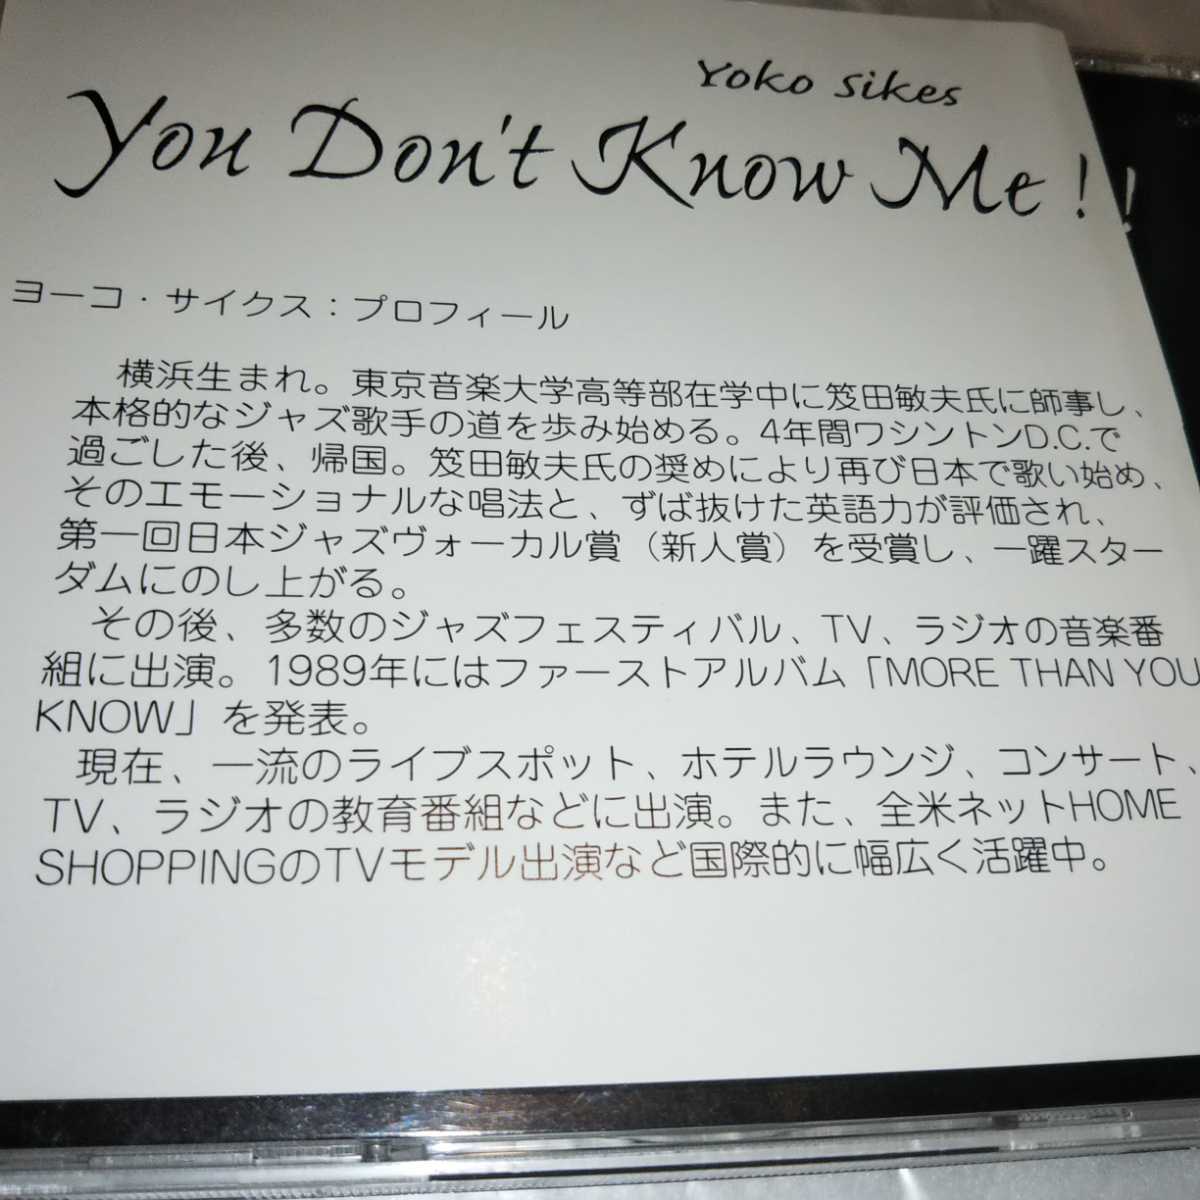 Yoko Sikes
You Don't Know Me!!
ヨーコ・サイクス：プロフィール
横浜生まれ。東京音楽大学高等部在学中に笈田敏夫氏に師事し、
本格的なジャズ歌手の道を歩み始める。4年間ワシントンD.C.で
過ごした後、帰国。笈田敏夫氏の奨めにより再び日本で歌い始め、
そのエモーショナルな唱法と、ずば抜けた英語力が評価され、
第一回日本ジャズヴォーカル賞（新人賞）を受賞し、一躍スター
ダムにのし上がる。
その後、多数のジャズフェスティバル、TV、ラジオの音楽番
組に出演。1989年にはファーストアルバム「MORE THAN YOU
KNOW」を発表。
現在、一流のライブスポット、ホテルラウンジ、コンサート、
TV、ラジオの教育番組などに出演。また、全米ネットHOME
SHOPPINGのTVモデル出演など国際的に幅広く活躍中。